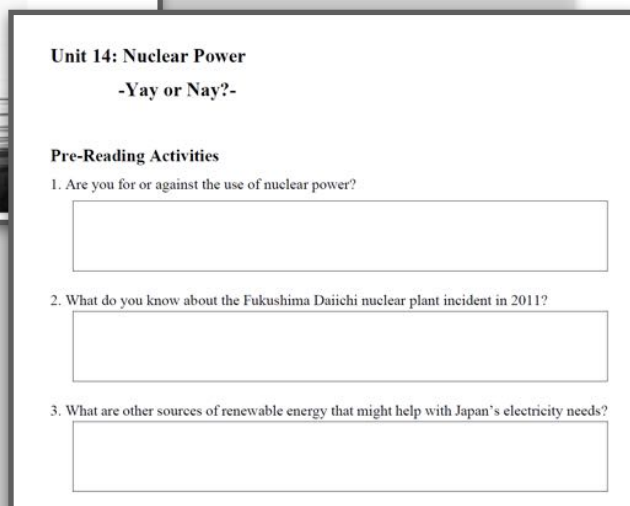 Unit 14: Nuclear Power
-Yay or Nay?-
Pre-Reading Activities
1. Are you for or against the use of nuclear power?
2. What do you know about the Fukushima Daiichi nuclear plant incident in 2011?
3. What are other sources of renewable energy that might help with Japan's electricity needs?